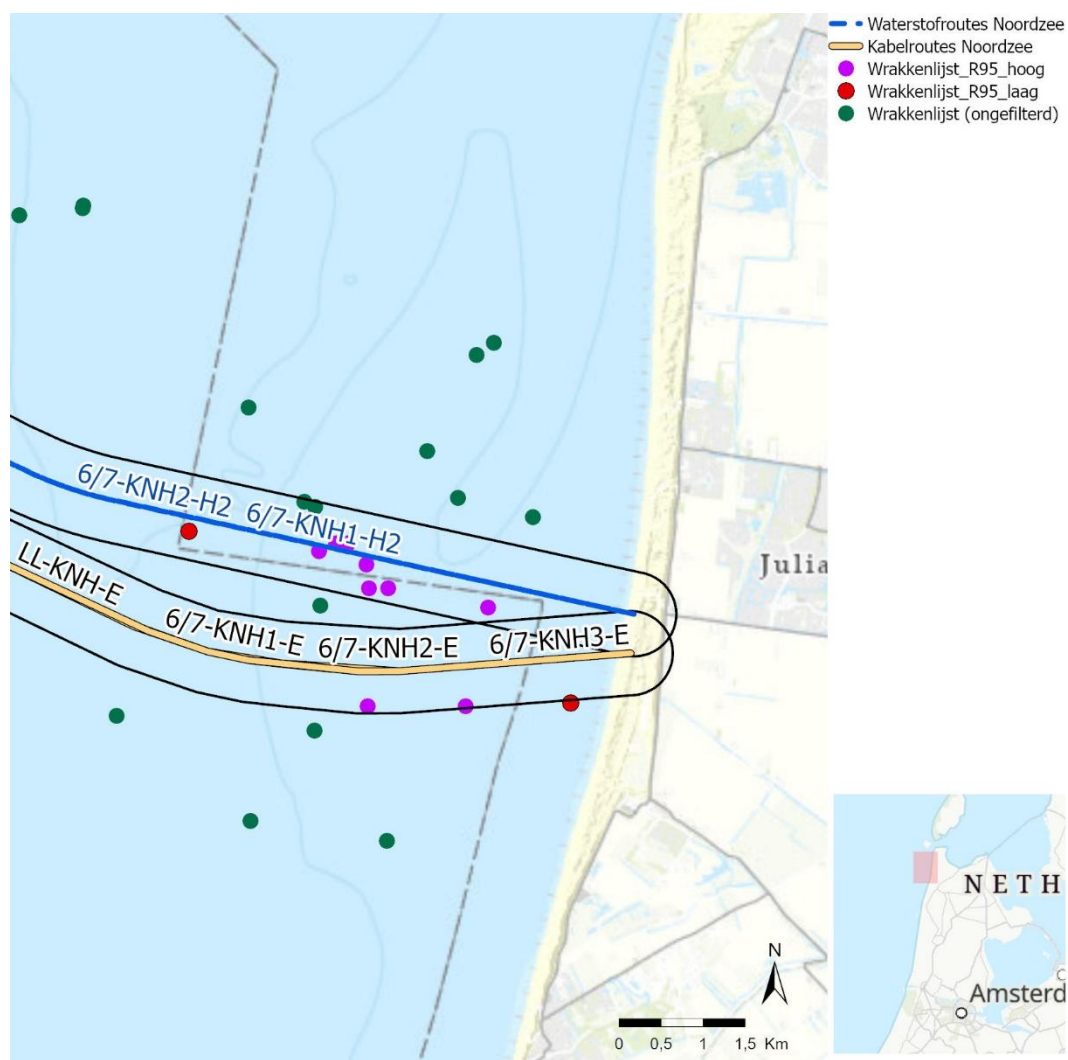 Waterstofroutes Noordzee
Kabelroutes Noordzee
Wrakkenlijst_R95_hoog
Wrakkenlijst_R95_laag
Wrakkenlijst (ongefilterd)
6/7-KNH2-H2
6/7-KNH1-H2
LL-KNH-E
6/7-KNH1-E
6/7-KNH2-E
6/7-KNH3-E
Julia
N
0 0,5 1 1,5 Km
NETH
Amsterd